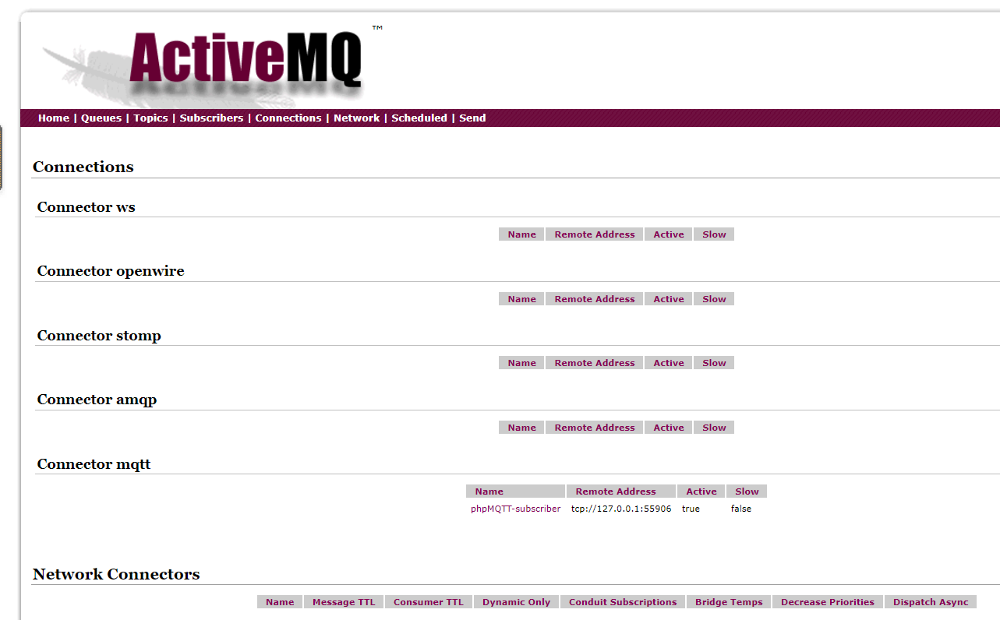 ActiveMQ ™
Home | Queues | Topics | Subscribers | Connections | Network | Scheduled | Send
Connections
Connector ws
Name Remote Address Active Slow
Connector openwire
Name Remote Address Active Slow
Connector stomp
Name Remote Address Active Slow
Connector amqp
Name Remote Address Active Slow
Connector mqtt
Name Remote Address Active Slow
phpMQTT-subscriber tcp://127.0.0.1:55906 true false
Network Connectors
Name Message TTL Consumer TTL Dynamic Only Conduit Subscriptions Bridge Temps Decrease Priorities Dispatch Async